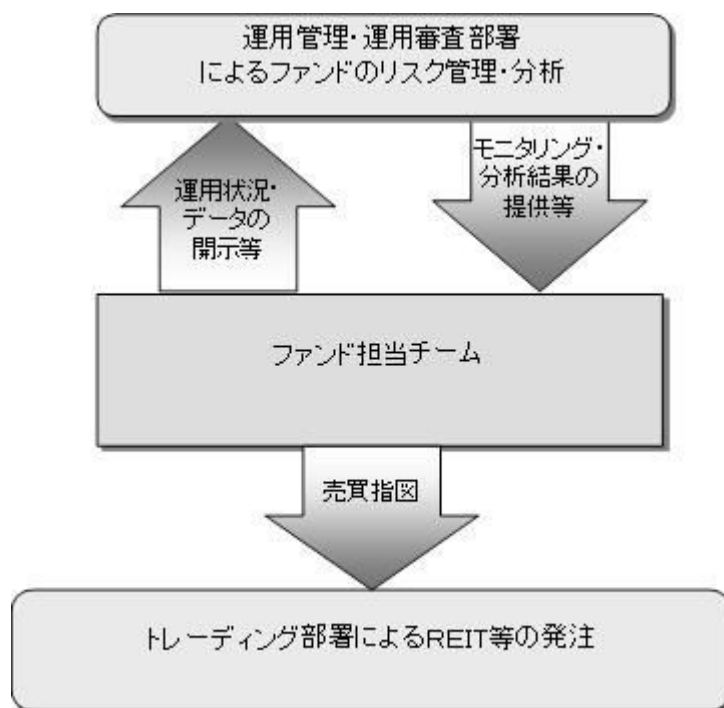 運用管理・運用審査部署
によるファンドのリスク管理・分析
運用状況・
データの
開示等
モニタリング・
分析結果の
提供等
ファンド担当チーム
売買指図
トレーディング部署によるREIT等の発注